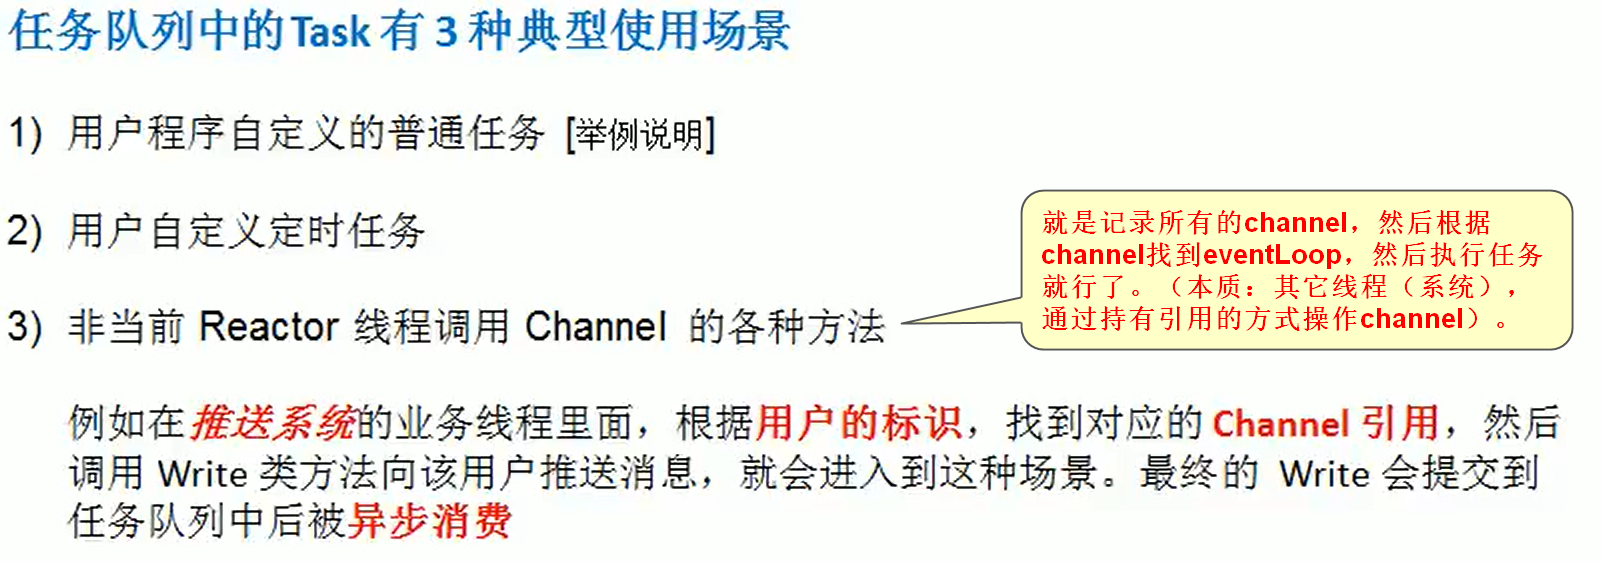 任务队列中的Task 有 3 种典型使用场景
1) 用户程序自定义的普通任务 [举例说明]
2) 用户自定义定时任务
就是记录所有的channel，然后根据
channel找到eventLoop，然后执行任务
就行了。（本质：其它线程（系统），
通过持有引用的方式操作channel）。
3) 非当前 Reactor 线程调用 Channel 的各种方法
例如在推送系统的业务线程里面，根据用户的标识，找到对应的 Channel 引用，然后
调用 Write 类方法向该用户推送消息，就会进入到这种场景。最终的 Write 会提交到
任务队列中后被异步消费